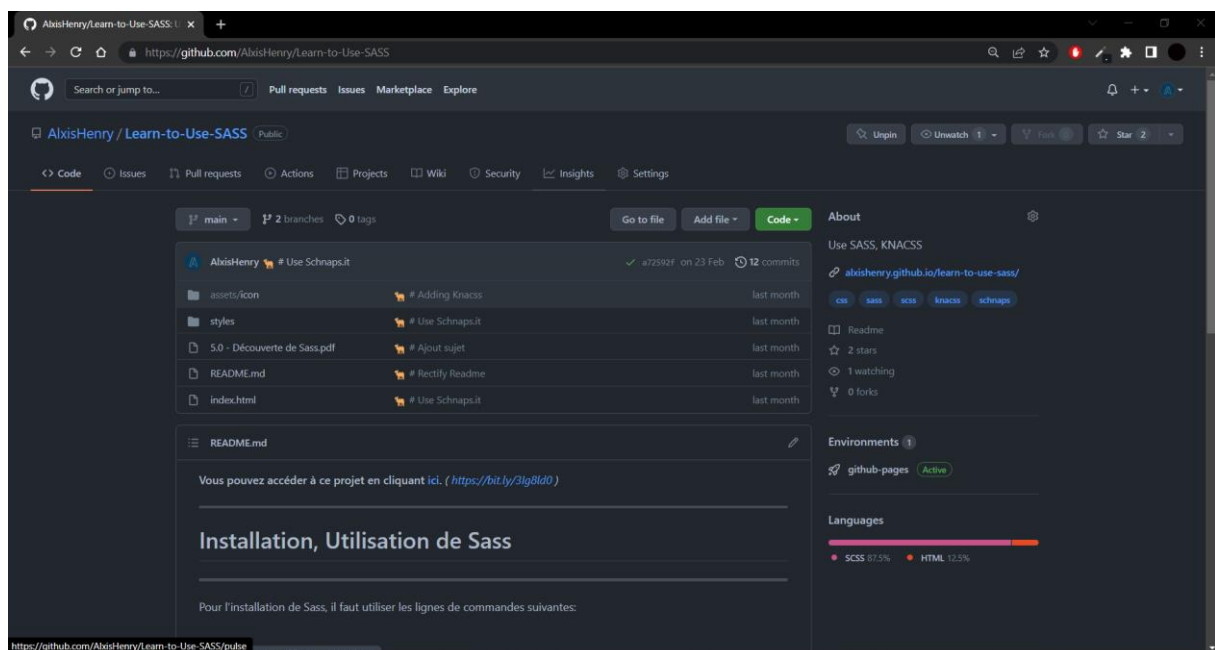 AlxisHenry/Learn-to-Use-SASS: U
https://github.com/AlxisHenry/Learn-to-Use-SASS
Search or jump to... / Pull requests Issues Marketplace Explore
AlxisHenry / Learn-to-Use-SASS Public
Unpin Unwatch 1 Fork Star 2
Code Issues Pull requests Actions Projects Wiki Security Insights Settings
main 2 branches 0 tags Go to file Add file Code
AlxisHenry 🐪 # Use Schnaps.it a72592f on 23 Feb 12 commits
assets/icon 🐪 # Adding Knacss last month
styles 🐪 # Use Schnaps.it last month
5.0 - Découverte de Sass.pdf 🐪 # Ajout sujet last month
README.md 🐪 # Rectify Readme last month
index.html 🐪 # Use Schnaps.it last month
README.md
Vous pouvez accéder à ce projet en cliquant ici. ( https://bit.ly/3Ig8ld0 )
Installation, Utilisation de Sass
Pour l'installation de Sass, il faut utiliser les lignes de commandes suivantes:
About
Use SASS, KNACSS
alxishenry.github.io/learn-to-use-sass/
css sass scss knacss schnaps
Readme
2 stars
1 watching
0 forks
Environments 1
github-pages Active
Languages
SCSS 87.5% HTML 12.5%
https://github.com/AlxisHenry/Learn-to-Use-SASS/pulse